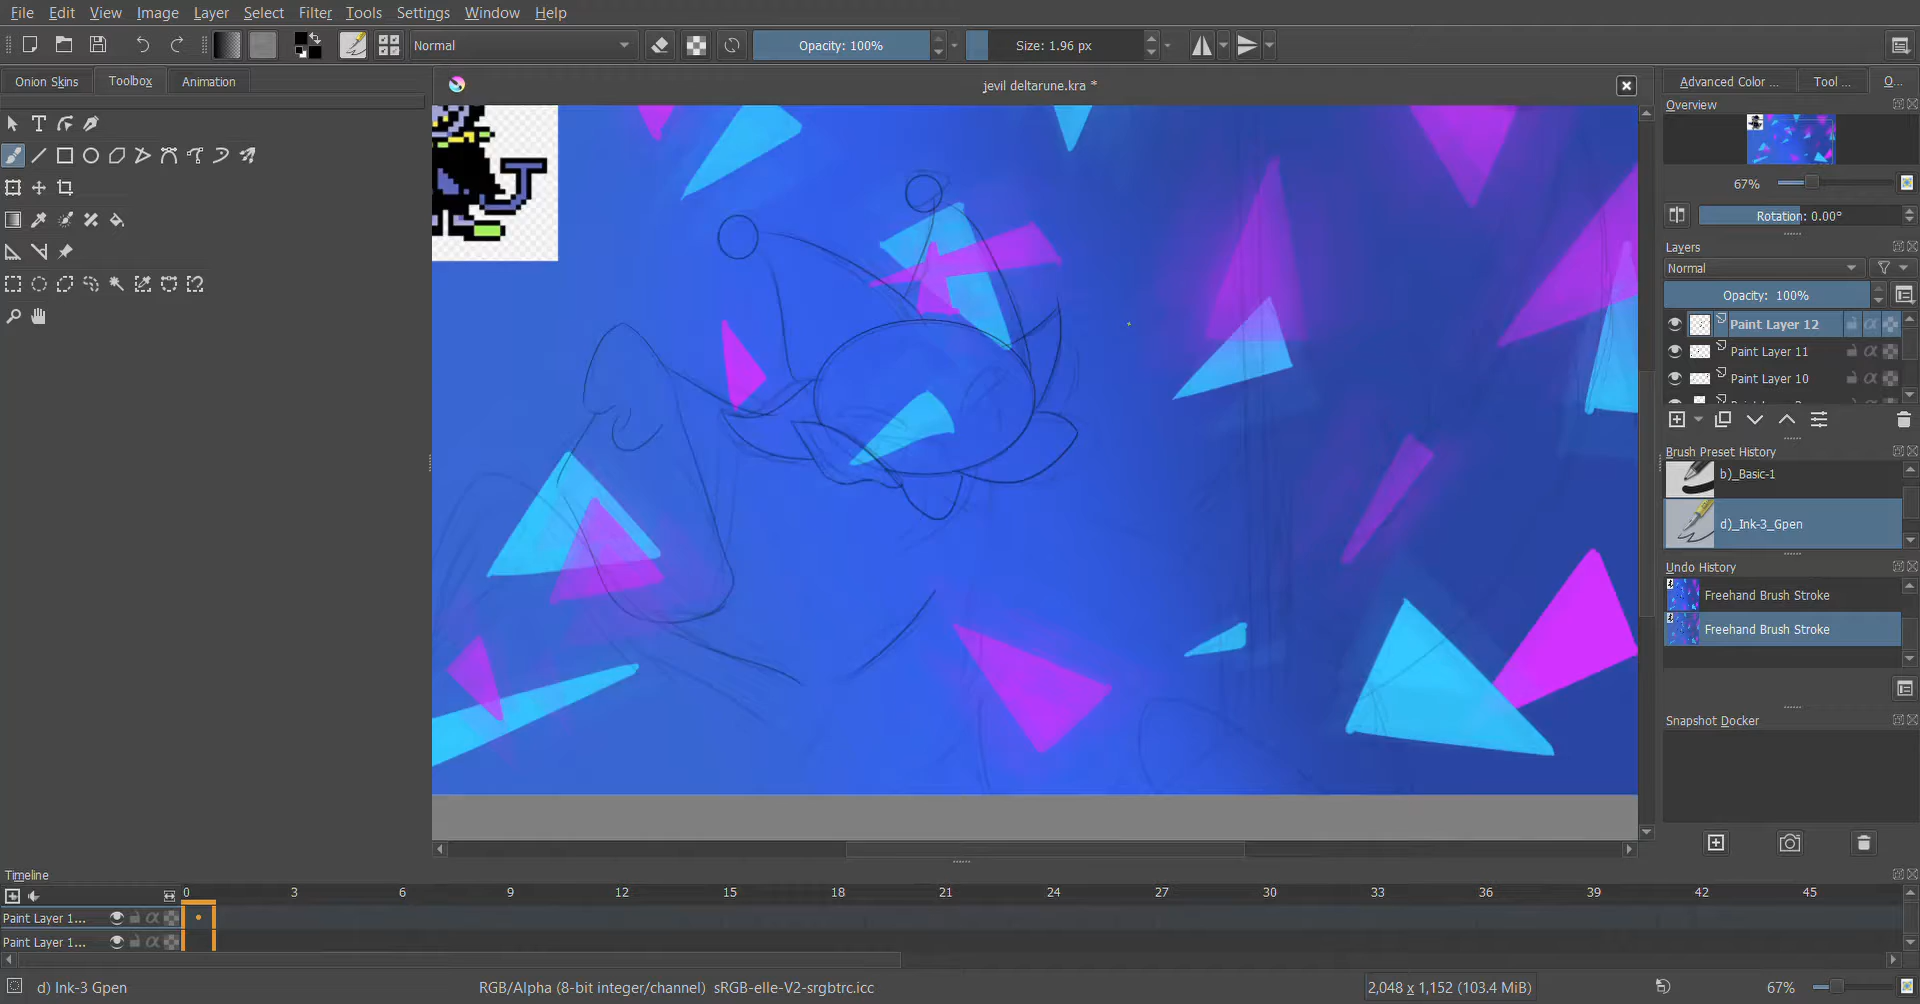 File Edit View Image Layer Select Filter Tools Settings Window Help
Normal Opacity: 100% Size: 1.96 px
Onion Skins Toolbox Animation
jevil deltarune.kra *
Advanced Color ... Tool ... O...
Overview
67%
Rotation: 0.00°
Layers
Normal
Opacity: 100%
Paint Layer 12
Paint Layer 11
Paint Layer 10
Brush Preset History
b)_Basic-1
d)_Ink-3_Gpen
Undo History
Freehand Brush Stroke
Freehand Brush Stroke
Snapshot Docker
Timeline
0 3 6 9 12 15 18 21 24 27 30 33 36 39 42 45
Paint Layer 1...
Paint Layer 1...
d) Ink-3 Gpen RGB/Alpha (8-bit integer/channel) sRGB-elle-V2-srgbtrc.icc 2,048 x 1,152 (103.4 MiB) 67%